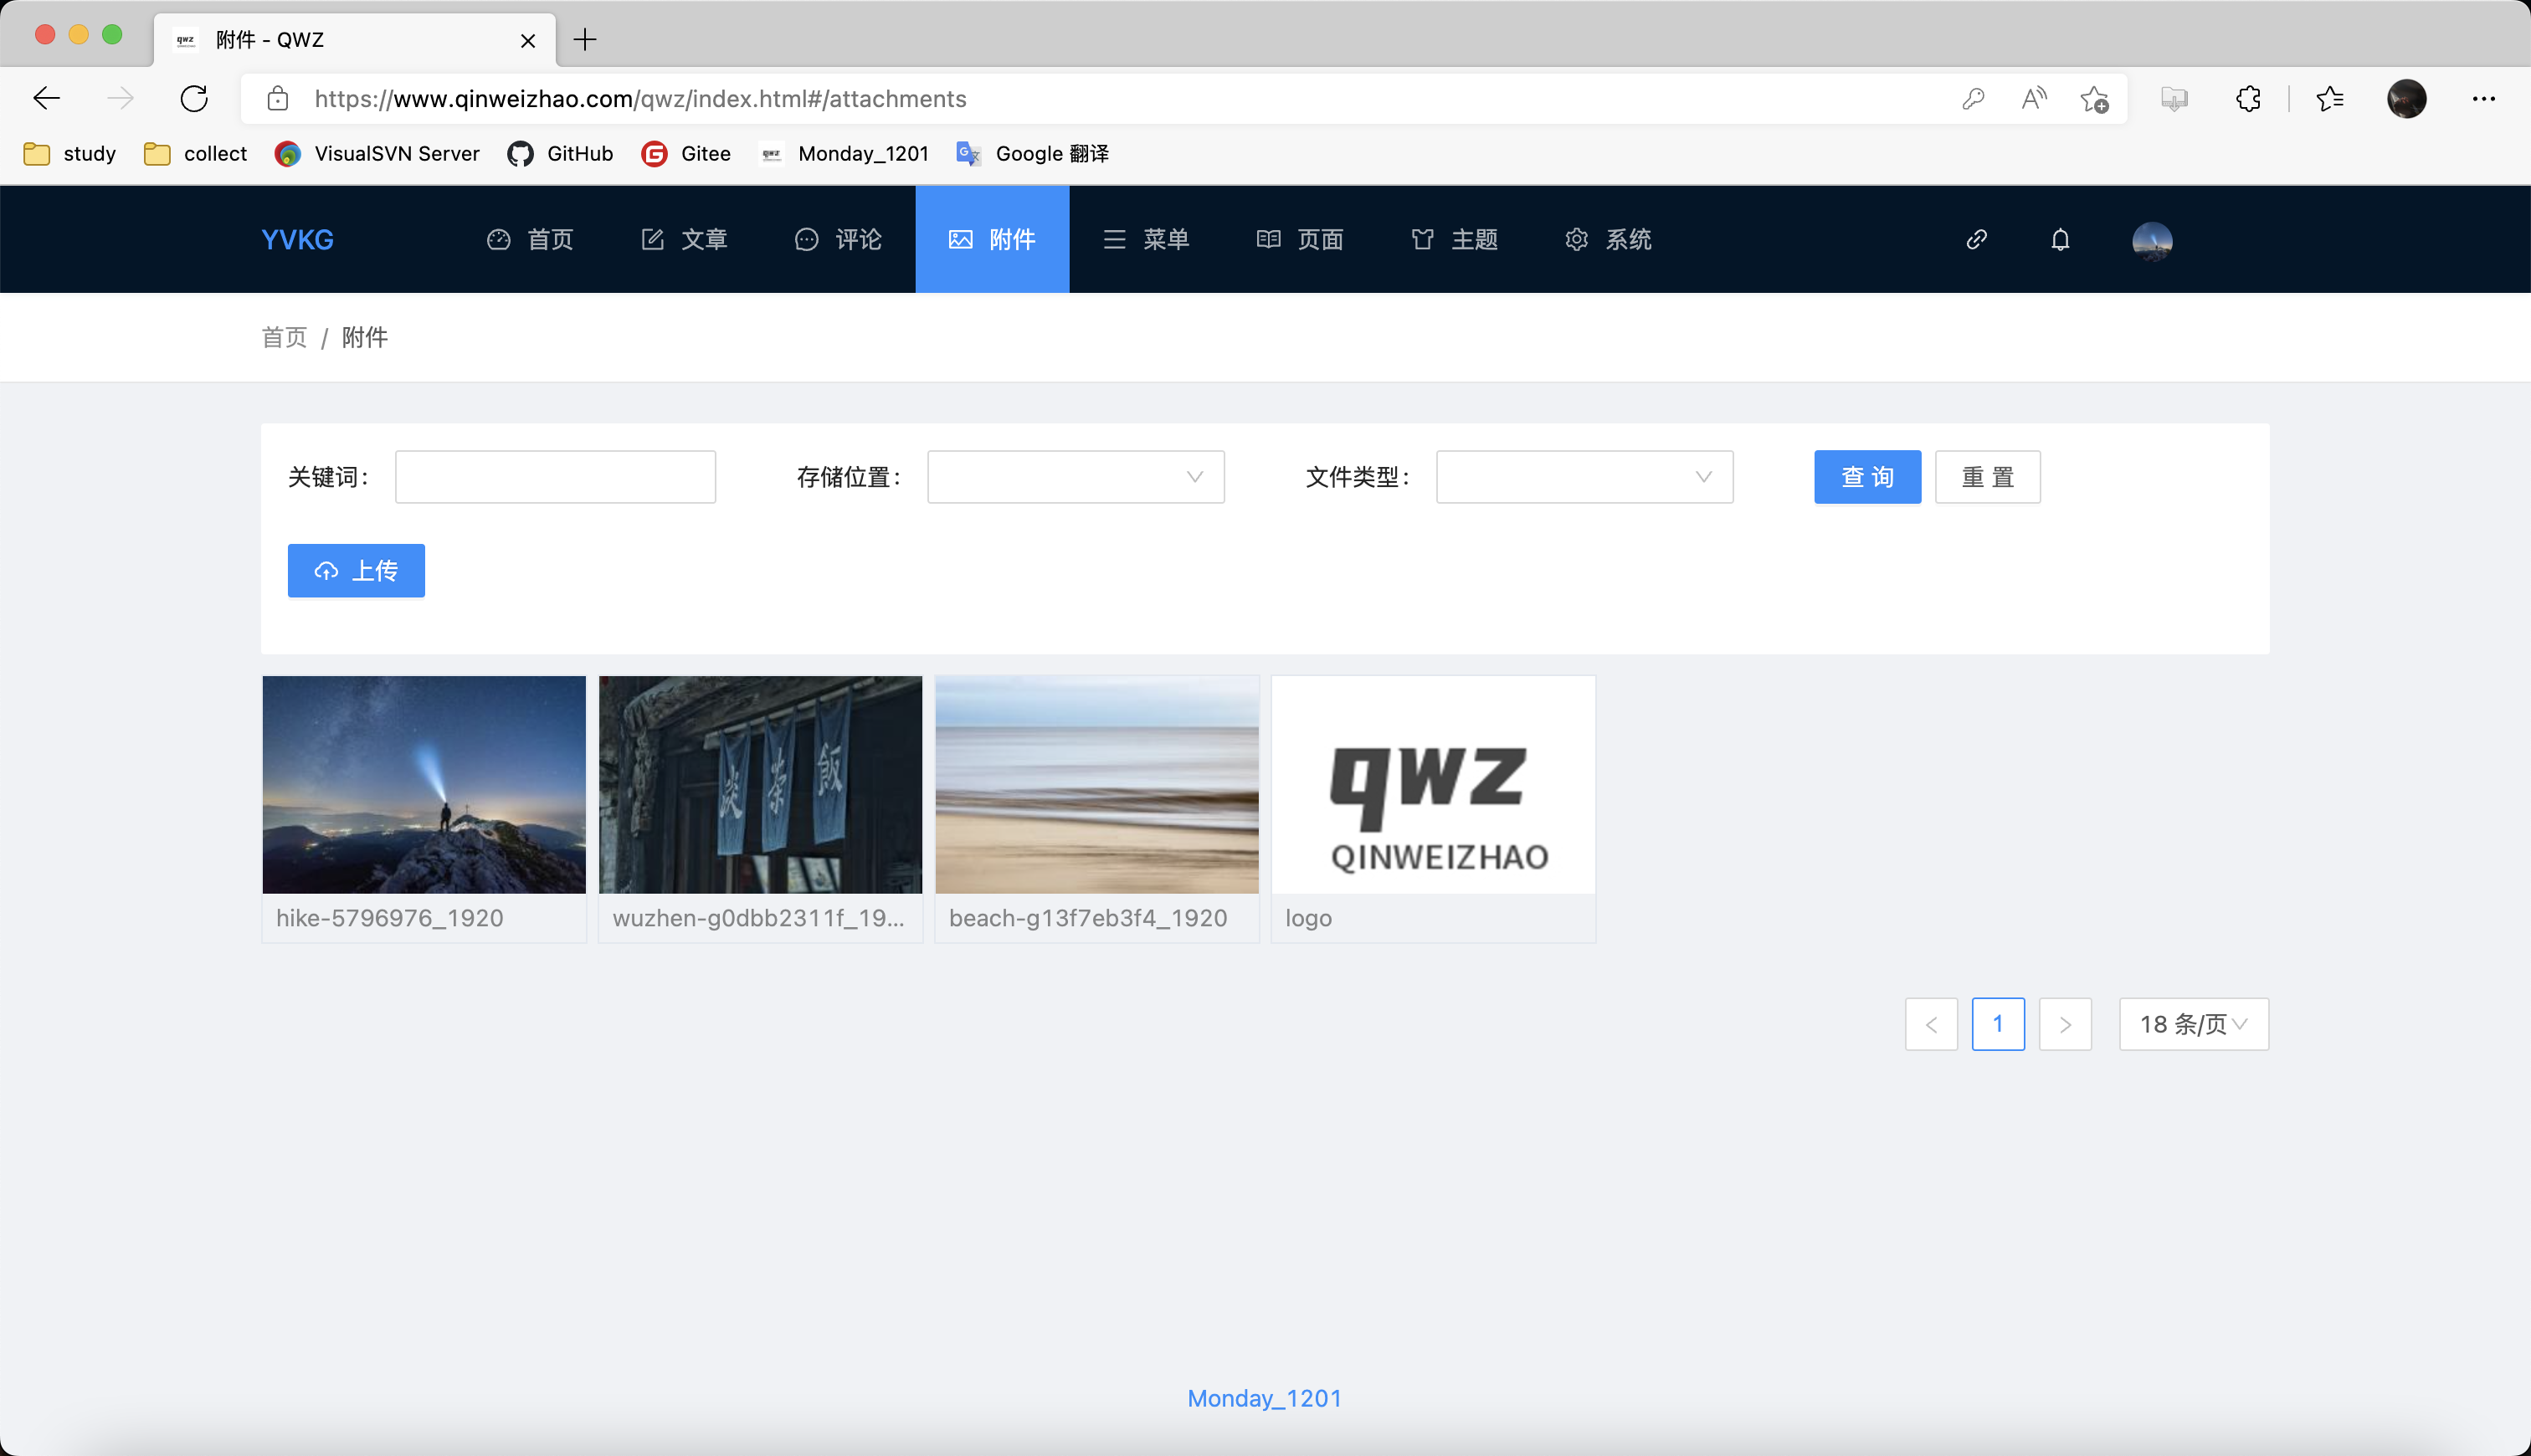 附件 - QWZ
https://www.qinweizhao.com/qwz/index.html#/attachments
study collect VisualSVN Server GitHub Gitee Monday_1201 Google 翻译
YVKG 首页 文章 评论 附件 菜单 页面 主题 系统
首页 / 附件
关键词: 存储位置: 文件类型: 查 询 重 置
上传
淡 茶 飯
qwz
QINWEIZHAO
hike-5796976_1920 wuzhen-g0dbb2311f_19... beach-g13f7eb3f4_1920 logo
1 18 条/页
Monday_1201